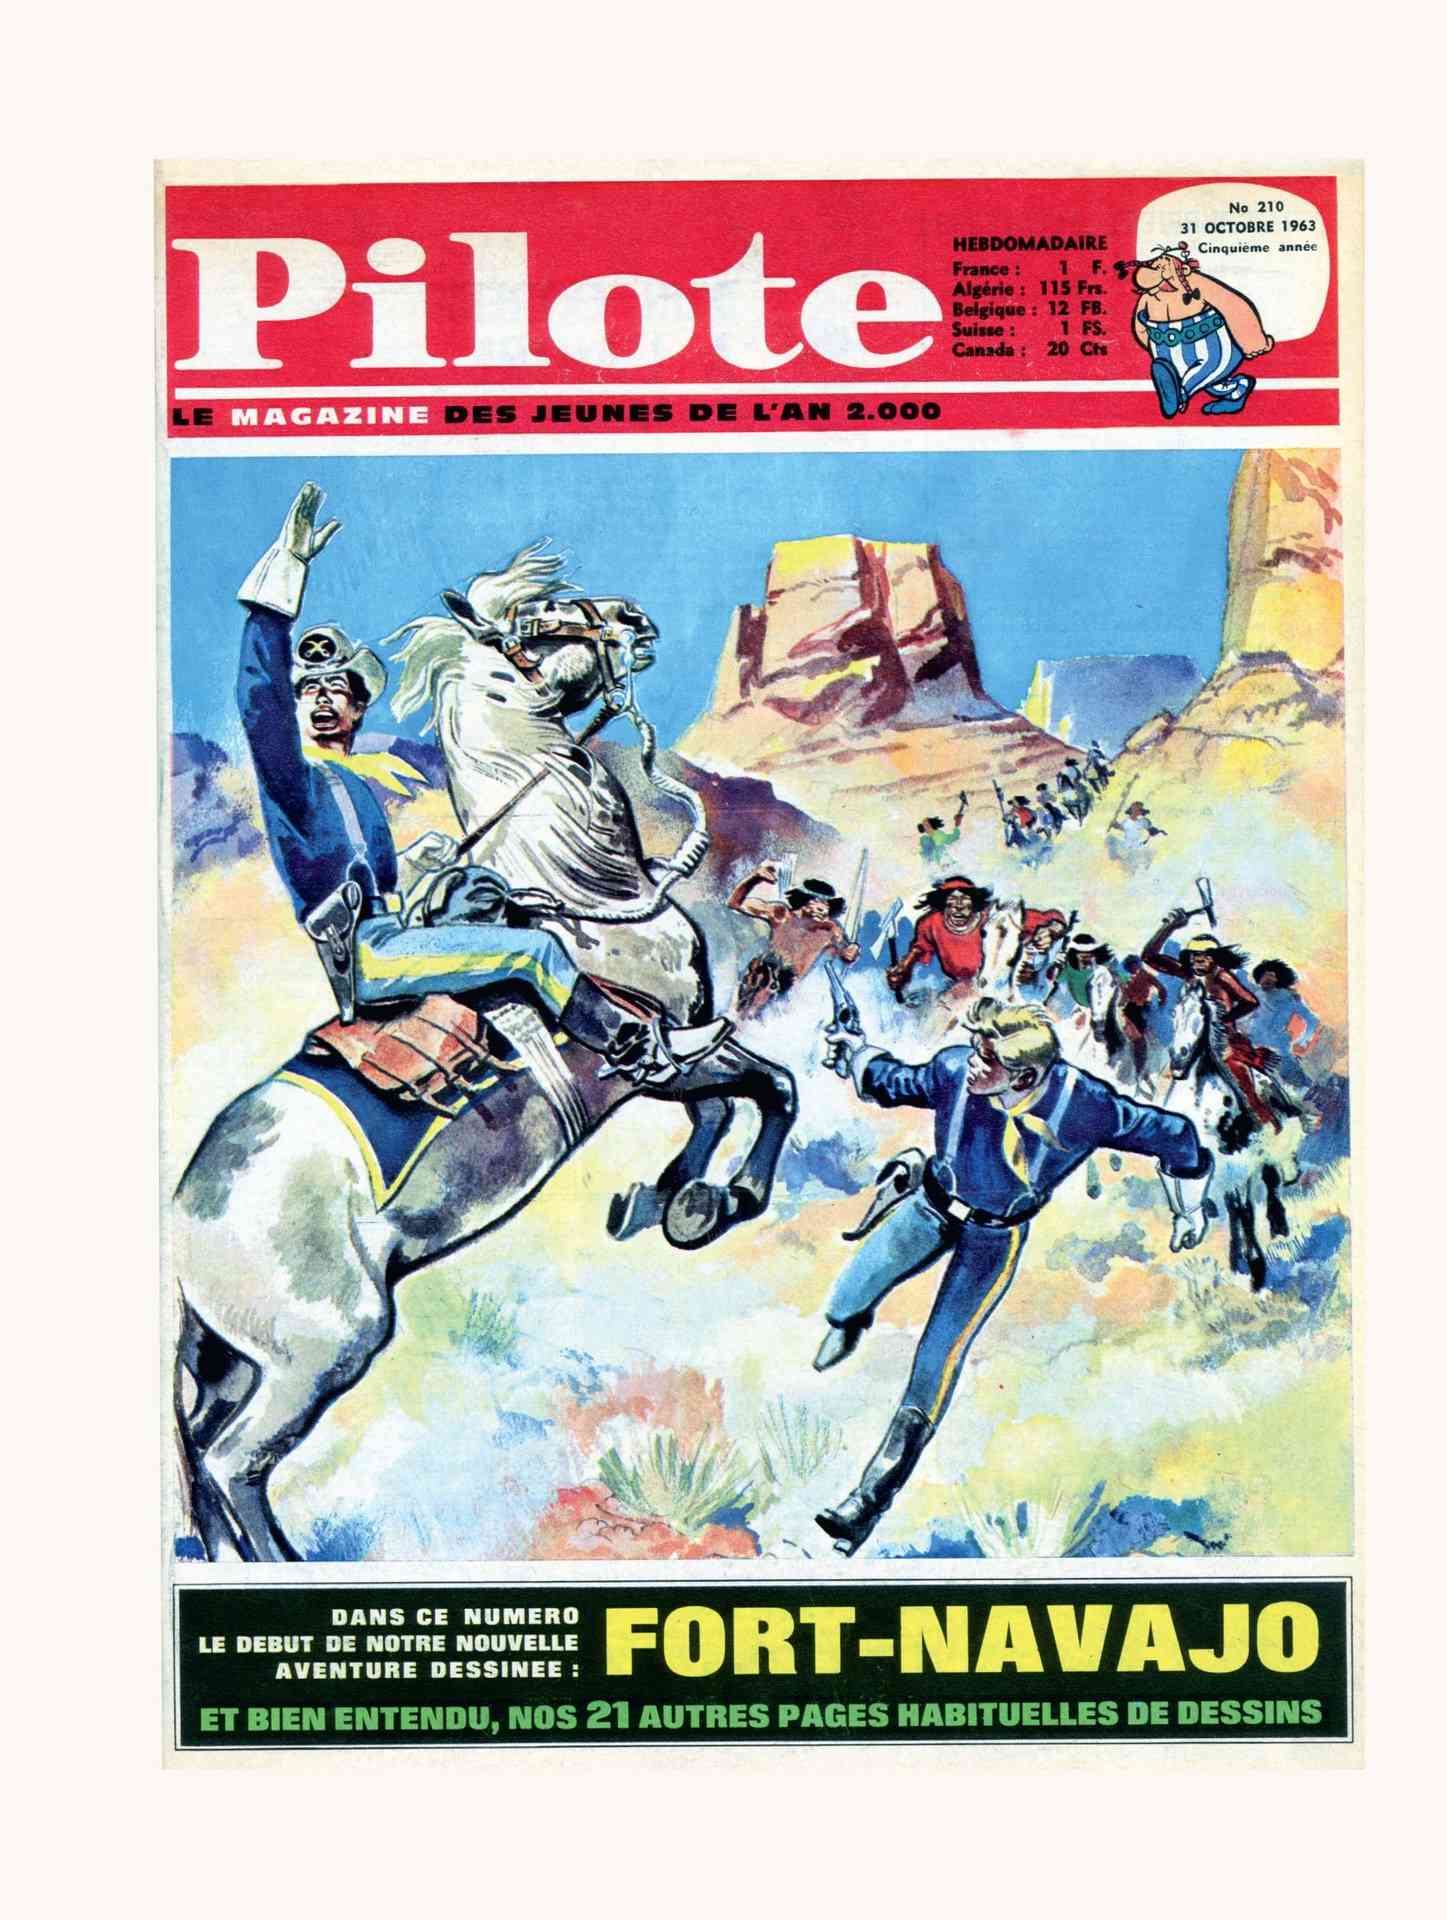 Pilote
HEBDOMADAIRE
France : 1 F.
Algérie : 115 Frs.
Belgique : 12 FB.
Suisse : 1 FS.
Canada : 20 Cts
No 210
31 OCTOBRE 1963
Cinquième année
LE MAGAZINE DES JEUNES DE L'AN 2.000
DANS CE NUMERO
LE DEBUT DE NOTRE NOUVELLE
AVENTURE DESSINEE :
FORT-NAVAJO
ET BIEN ENTENDU, NOS 21 AUTRES PAGES HABITUELLES DE DESSINS